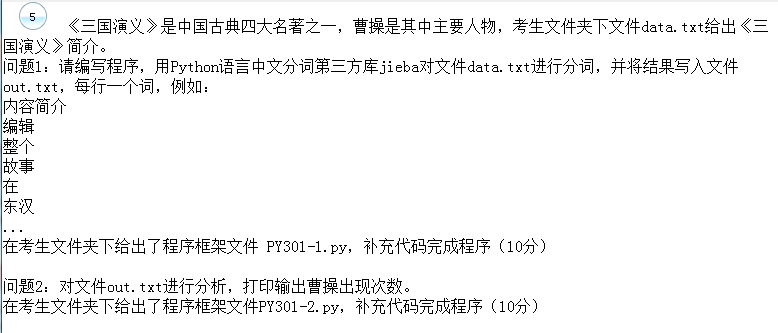 5
《三国演义》是中国古典四大名著之一，曹操是其中主要人物，考生文件夹下文件data.txt给出《三
国演义》简介。
问题1：请编写程序，用Python语言中文分词第三方库jieba对文件data.txt进行分词，并将结果写入文件
out.txt，每行一个词，例如：
内容简介
编辑
整个
故事
在
东汉
...
在考生文件夹下给出了程序框架文件 PY301-1.py，补充代码完成程序（10分）
问题2：对文件out.txt进行分析，打印输出曹操出现次数。
在考生文件夹下给出了程序框架文件PY301-2.py，补充代码完成程序（10分）